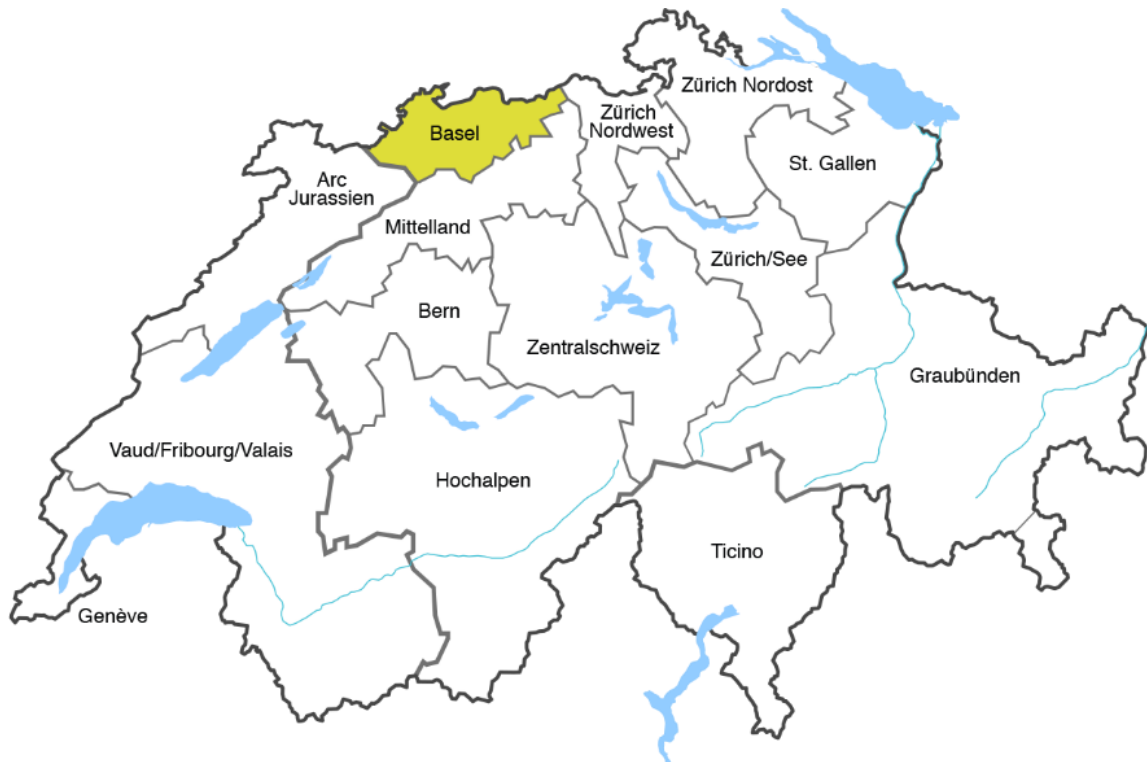 Zürich Nordost
Zürich
Nordwest
Basel
St. Gallen
Arc
Jurassien
Mittelland
Zürich/See
Bern
Zentralschweiz
Graubünden
Vaud/Fribourg/Valais
Hochalpen
Ticino
Genève